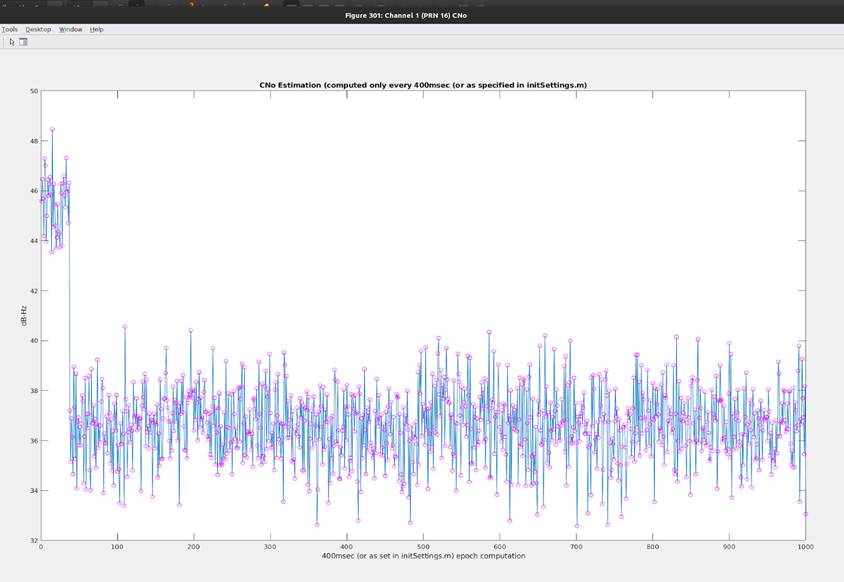 Figure 301: Channel 1 (PRN 16) CNo
Tools Desktop Window Help
CNo Estimation (computed only every 400msec (or as specified in initSettings.m)
50
48
46
44
42
40
38
36
34
32
dB-Hz
0 100 200 300 400 500 600 700 800 900 1000
400msec (or as set in initSettings.m) epoch computation